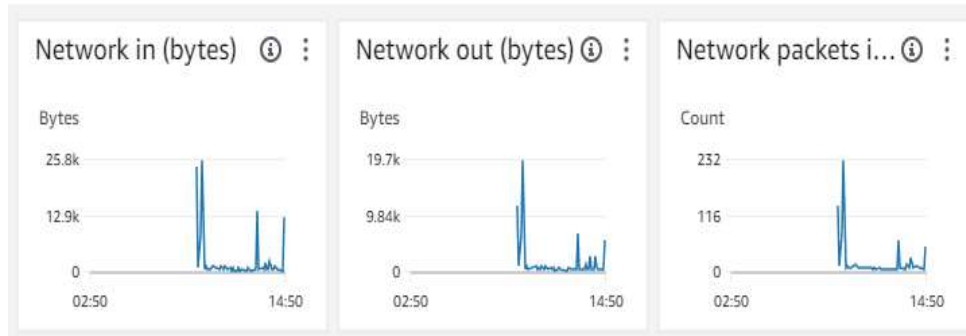 Network in (bytes)
Bytes
25.8k
12.9k
0
02:50 14:50
Network out (bytes)
Bytes
19.7k
9.84k
0
02:50 14:50
Network packets i...
Count
232
116
0
02:50 14:50